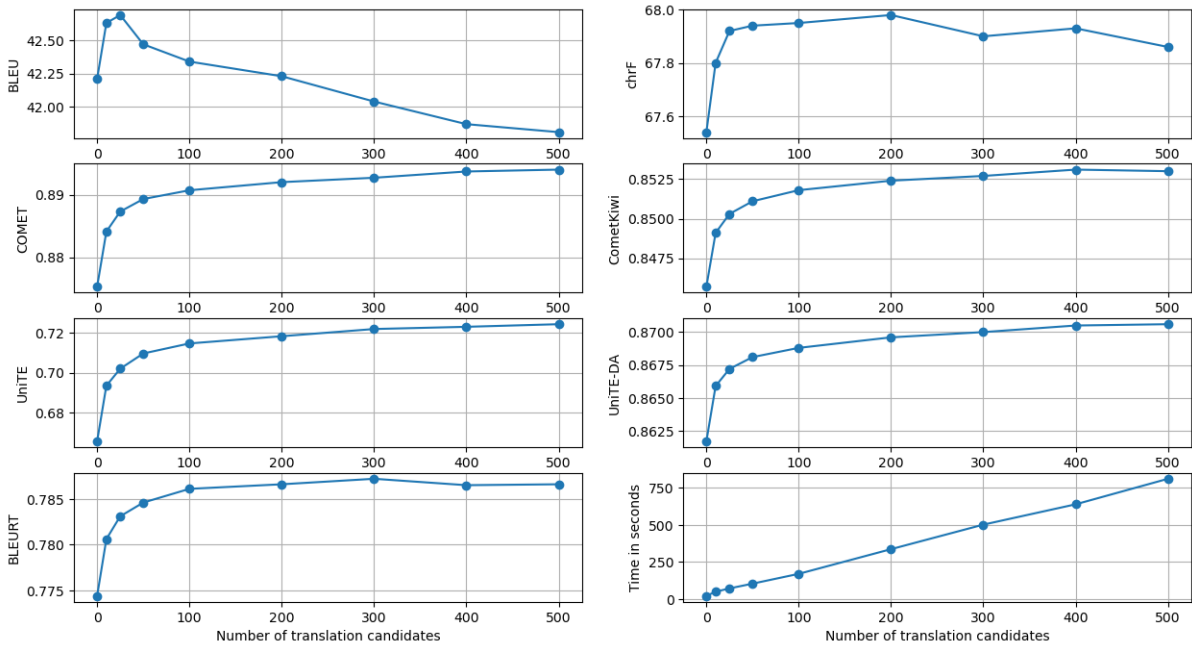 BLEU
42.50
42.25
42.00
0 100 200 300 400 500
chrF
68.0
67.8
67.6
0 100 200 300 400 500
COMET
0.89
0.88
0 100 200 300 400 500
CometKiwi
0.8525
0.8500
0.8475
0 100 200 300 400 500
UniTE
0.72
0.70
0.68
0 100 200 300 400 500
UniTE-DA
0.8700
0.8675
0.8650
0.8625
0 100 200 300 400 500
BLEURT
0.785
0.780
0.775
0 100 200 300 400 500
Number of translation candidates
Time in seconds
750
500
250
0
0 100 200 300 400 500
Number of translation candidates